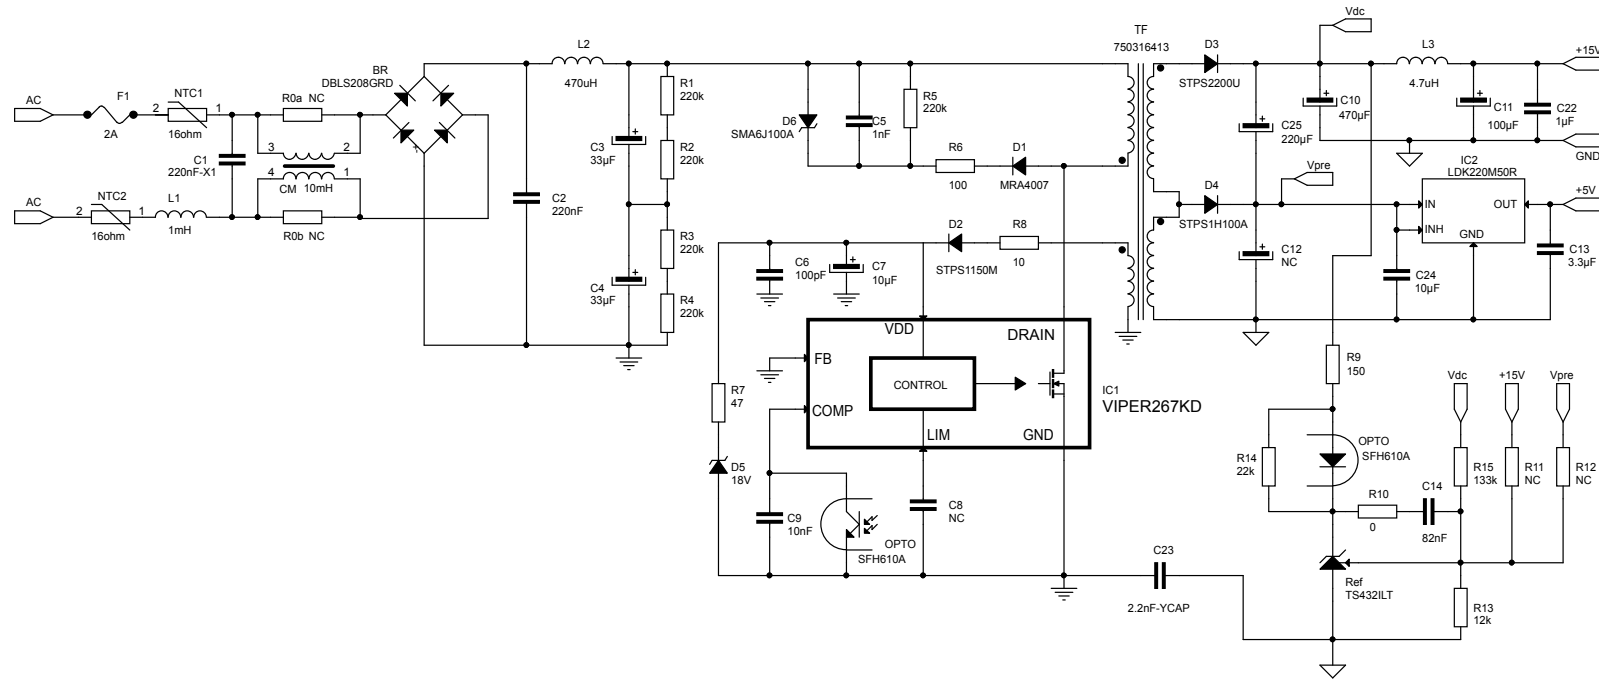 AC
F1
2A
2
NTC1
1
16ohm
R0a NC
BR
DBLS208GRD
C1
220nF-X1
3
2
4
1
CM
10mH
AC
2
NTC2
1
16ohm
L1
1mH
R0b NC
L2
470uH
C2
220nF
C3
33µF
C4
33µF
R1
220k
R2
220k
R3
220k
R4
220k
D6
SMA6J100A
C5
1nF
R5
220k
R6
100
D1
MRA4007
D2
STPS1150M
R8
10
C6
100pF
C7
10µF
TF
750316413
D3
STPS2200U
D4
STPS1H100A
Vdc
L3
4.7uH
+15V
C10
470µF
C11
100µF
C22
1µF
GND
C25
220µF
Vpre
C12
NC
IC2
LDK220M50R
IN
INH
OUT
GND
+5V
C24
10µF
C13
3.3µF
VDD
DRAIN
FB
COMP
CONTROL
LIM
GND
IC1
VIPER267KD
R7
47
D5
18V
C9
10nF
OPTO
SFH610A
C8
NC
C23
2.2nF-YCAP
R9
150
Vdc
+15V
Vpre
OPTO
SFH610A
R14
22k
R15
133k
R11
NC
R12
NC
R10
0
C14
82nF
Ref
TS432ILT
R13
12k